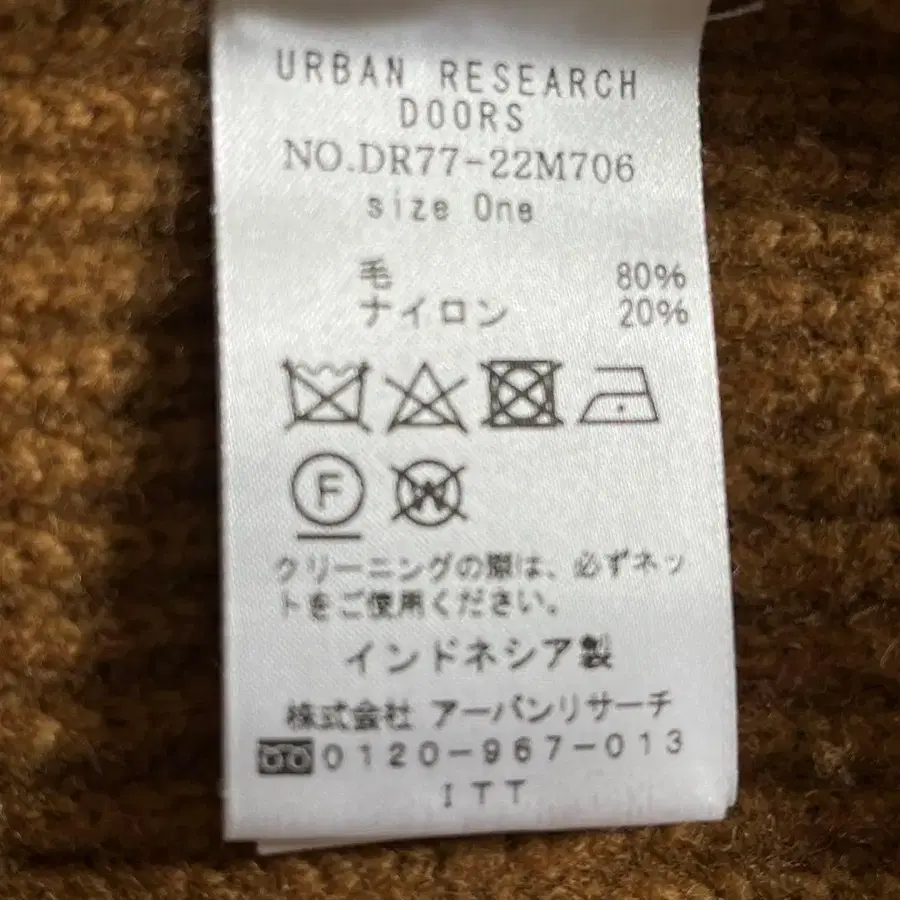 URBAN RESEARCH
DOORS
NO.DR77-22M706
size One
毛 80%
ナイロン 20%
F
W
クリーニングの際は、必ずネッ
トをご使用ください。
インドネシア製
株式会社 アーバンリサーチ
0120-967-013
ITT